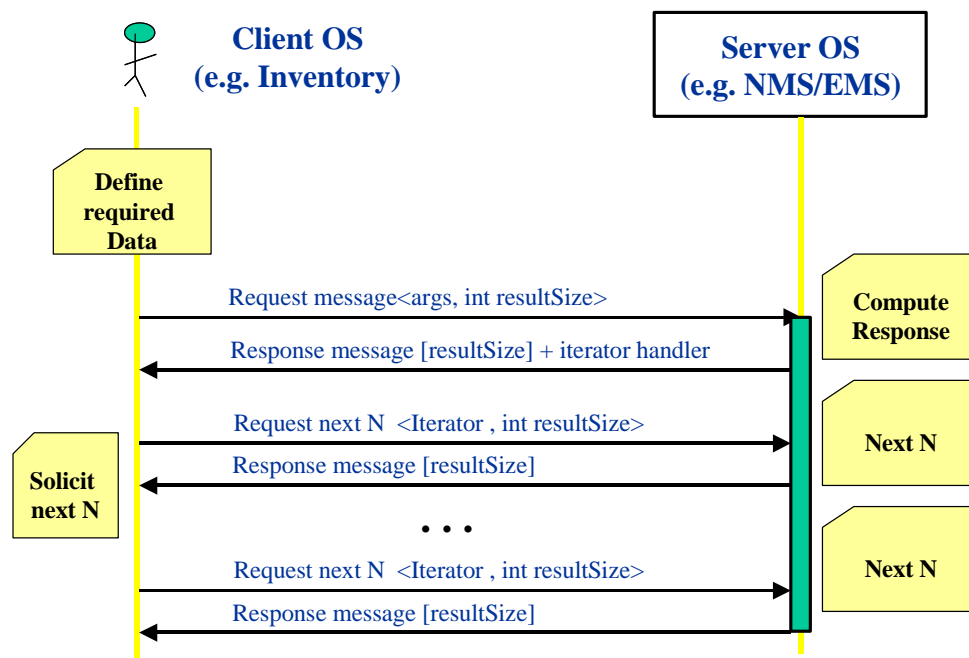 Client OS
(e.g. Inventory)
Server OS
(e.g. NMS/EMS)
Define
required
Data
Request message<args, int resultSize>
Compute
Response
Response message [resultSize] + iterator handler
Request next N  <Iterator , int resultSize>
Next N
Response message [resultSize]
Solicit
next N
. . .
Request next N  <Iterator , int resultSize>
Next N
Response message [resultSize]